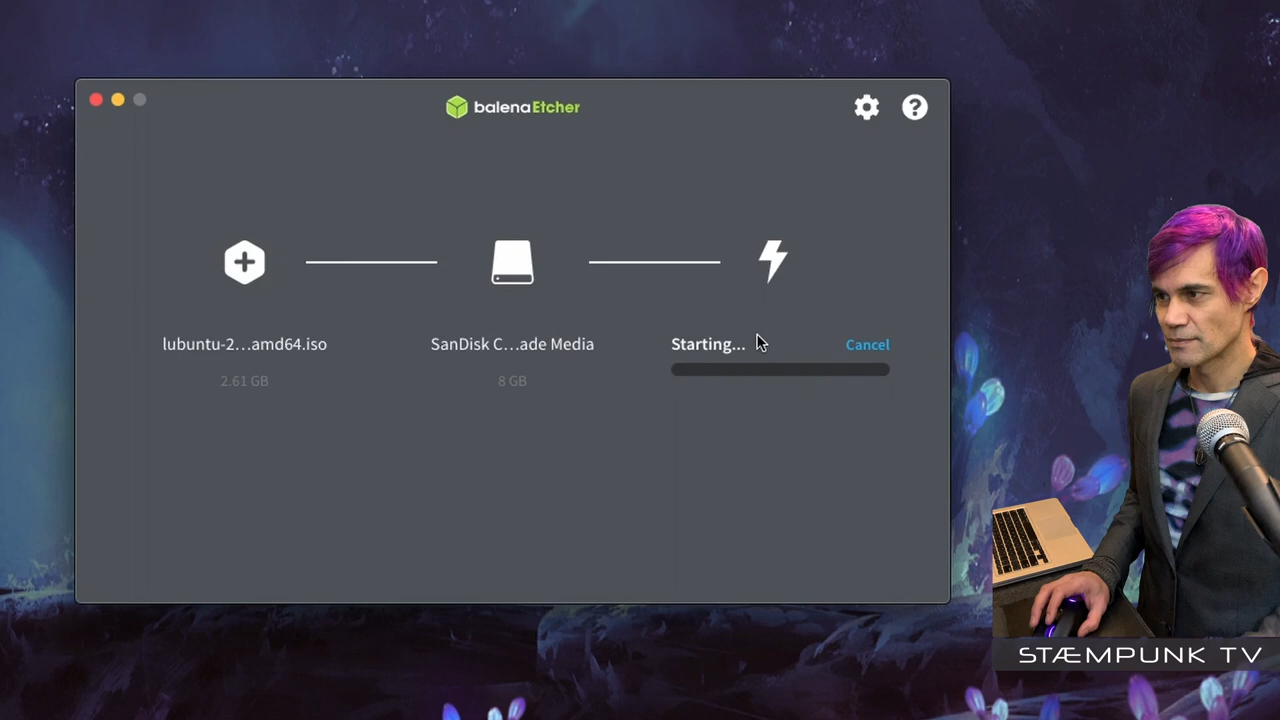 balenaEtcher
lubuntu-2...amd64.iso
SanDisk C...ade Media
Starting...
Cancel
2.61 GB
8 GB
STÆMPUNK TV